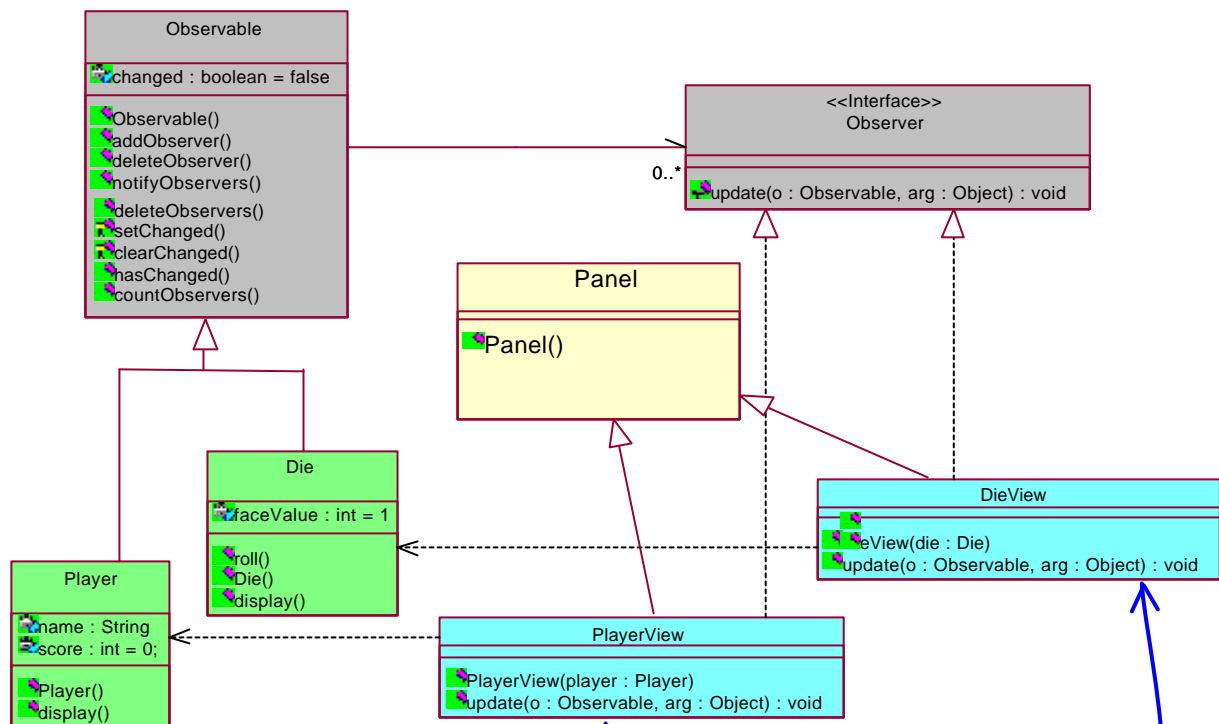 Observable
changed : boolean = false
Observable()
addObserver()
deleteObserver()
notifyObservers()
deleteObservers()
setChanged()
clearChanged()
hasChanged()
countObservers()
<<Interface>>
Observer
0..*
update(o : Observable, arg : Object) : void
Panel
Panel()
Die
faceValue : int = 1
roll()
Die()
display()
DieView
eView(die : Die)
update(o : Observable, arg : Object) : void
Player
name : String
score : int = 0;
Player()
display()
PlayerView
PlayerView(player : Player)
update(o : Observable, arg : Object) : void